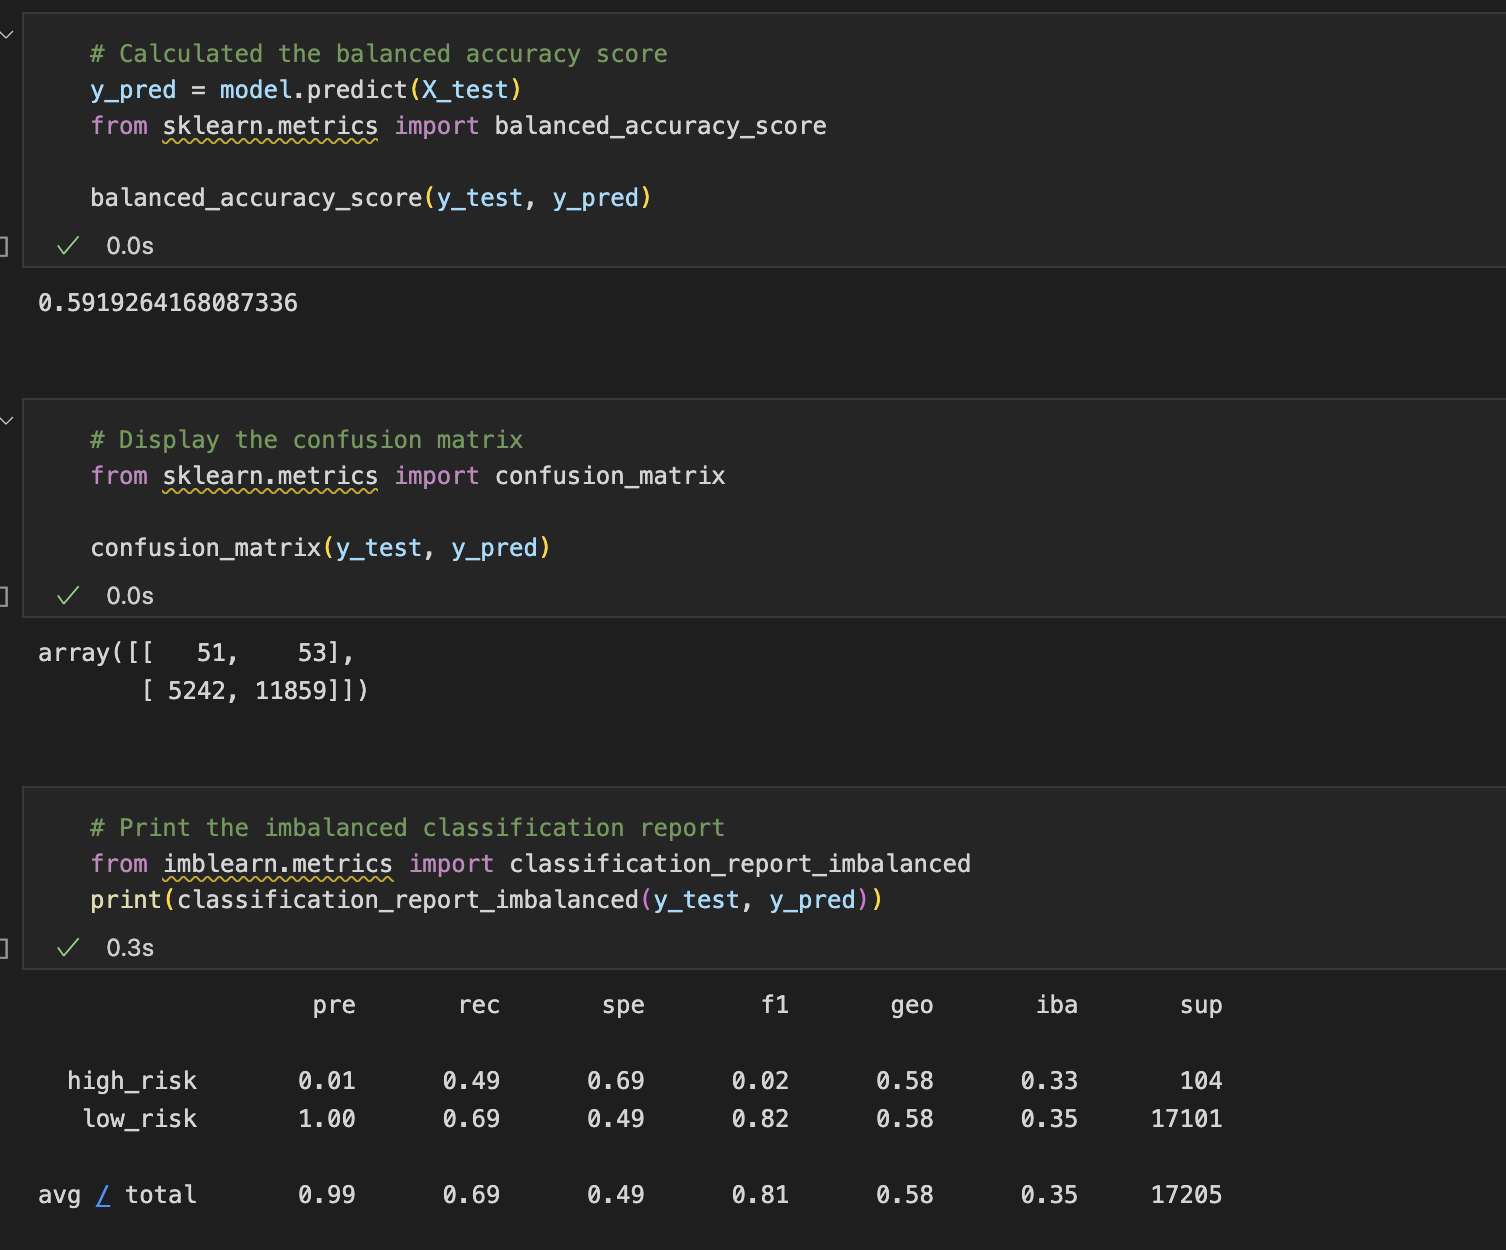 # Calculated the balanced accuracy score
y_pred = model.predict(X_test)
from sklearn.metrics import balanced_accuracy_score
balanced_accuracy_score(y_test, y_pred)
0.0s
0.5919264168087336
# Display the confusion matrix
from sklearn.metrics import confusion_matrix
confusion_matrix(y_test, y_pred)
0.0s
array([[   51,    53],
       [ 5242, 11859]])
# Print the imbalanced classification report
from imblearn.metrics import classification_report_imbalanced
print(classification_report_imbalanced(y_test, y_pred))
0.3s
pre rec spe f1 geo iba sup
high_risk 0.01 0.49 0.69 0.02 0.58 0.33 104
low_risk 1.00 0.69 0.49 0.82 0.58 0.35 17101
avg / total 0.99 0.69 0.49 0.81 0.58 0.35 17205